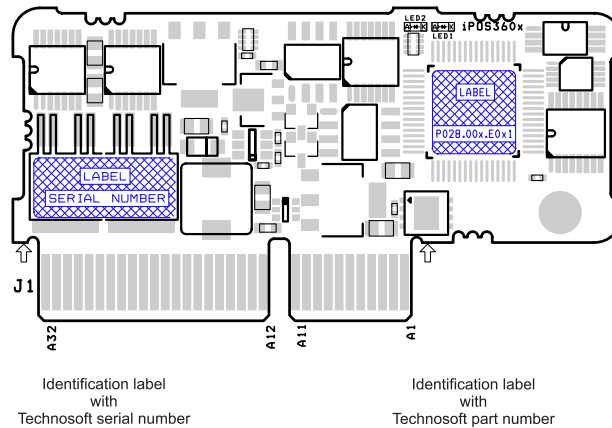 LED2
A K A K iPOS360x
LED1
LABEL
P028.00x.E0x1
LABEL
SERIAL NUMBER
J1
A32
A12
A11
A1
Identification label
with
Technosoft serial number
Identification label
with
Technosoft part number